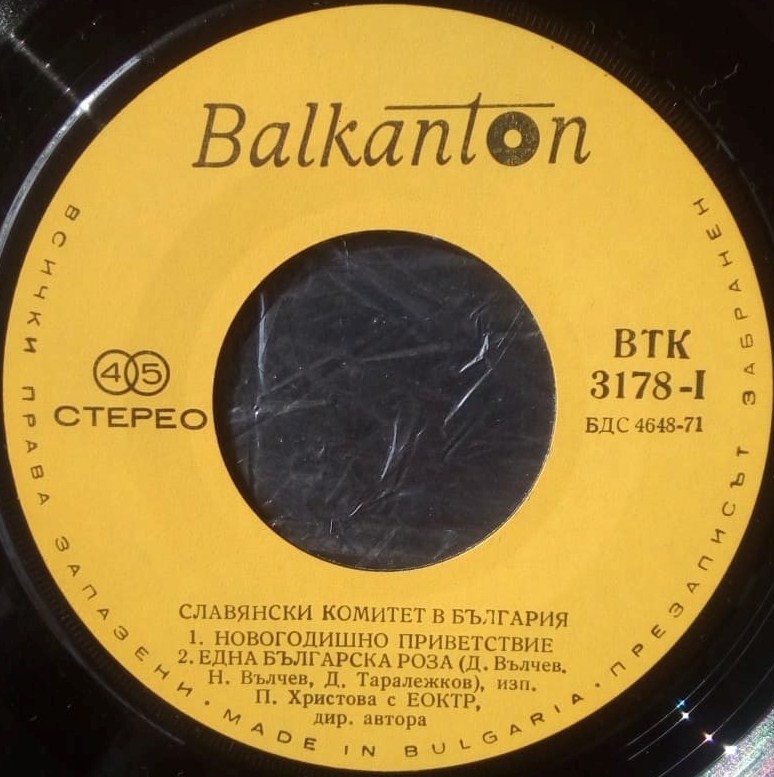 Balkanton
45
СТЕРЕО
ВТК
3178-I
БДС 4648-71
СЛАВЯНСКИ КОМИТЕТ В БЪЛГАРИЯ
1. НОВОГОДИШНО ПРИВЕТСТВИЕ
2. ЕДНА БЪЛГАРСКА РОЗА (Д. Вълчев.
Н. Вълчев, Д. Таралежков), изп.
П. Христова с ЕОКТР,
дир. автора
ВСИЧКИ ПРАВА ЗАПАЗЕНИ · MADE IN BULGARIA · ПРЕЗАПИСЪТ ЗАБРАНЕН